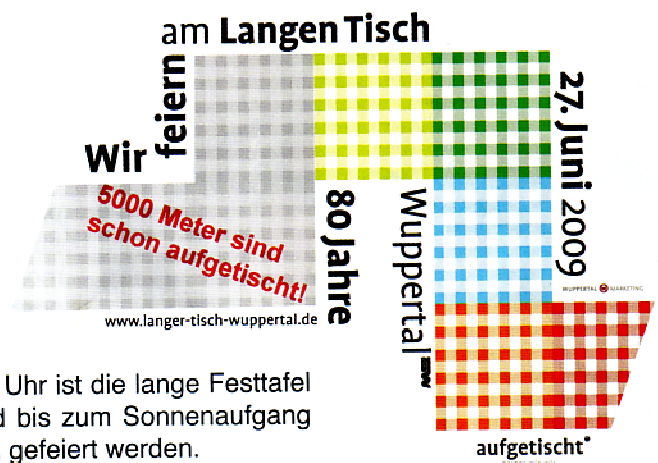 Wir feiern
am Langen Tisch
80 Jahre
Wuppertal
27. Juni 2009
5000 Meter sind
schon aufgetischt!
www.langer-tisch-wuppertal.de
WUPPERTAL MARKETING
aufgetischt*
Uhr ist die lange Festtafel
bis zum Sonnenaufgang
gefeiert werden.